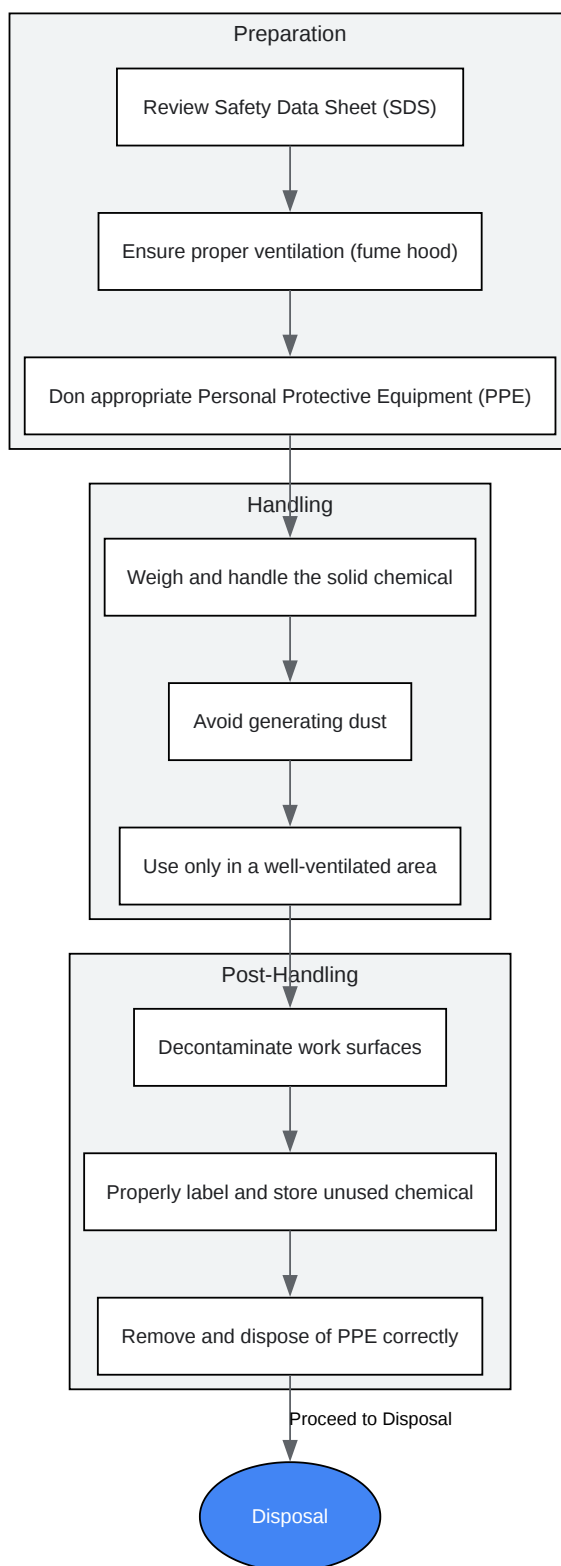 Preparation
Review Safety Data Sheet (SDS)
Ensure proper ventilation (fume hood)
Don appropriate Personal Protective Equipment (PPE)
Handling
Weigh and handle the solid chemical
Avoid generating dust
Use only in a well-ventilated area
Post-Handling
Decontaminate work surfaces
Properly label and store unused chemical
Remove and dispose of PPE correctly
Proceed to Disposal
Disposal